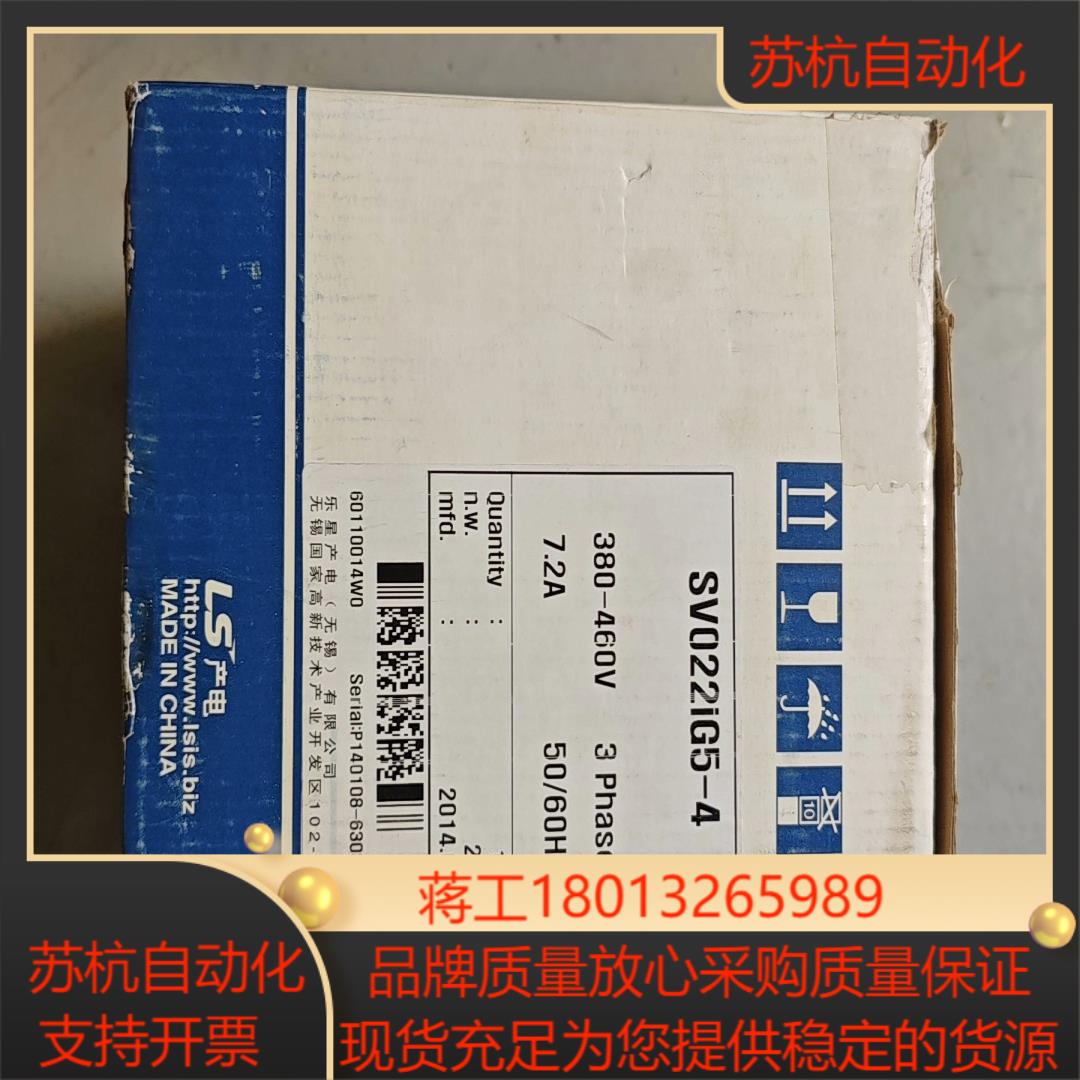 苏杭自动化
SV022iG5-4
380-460V 3 Phase
7.2A 50/60H
Quantity :
n.w. : 2
mfd. : 2014.
60110014W0 Serial:P140108-630
乐星产电(无锡)有限公司
无锡国家高新技术产业开发区102-
LS产电
http://www.lsis.biz
MADE IN CHINA
10
蒋工18013265989
苏杭自动化
支持开票
品牌质量放心采购质量保证
现货充足为您提供稳定的货源